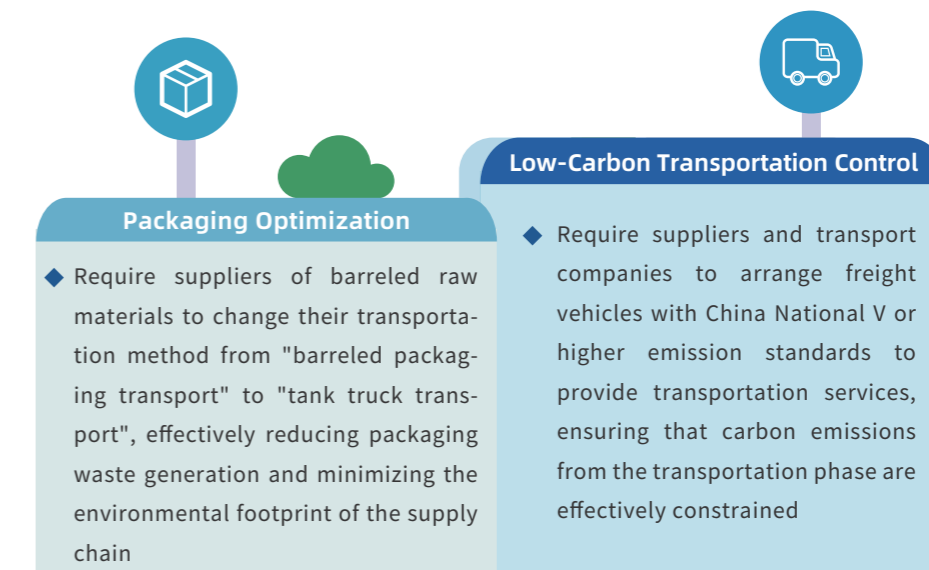 Packaging Optimization
◆ Require suppliers of barreled raw
materials to change their transporta-
tion method from "barreled packag-
ing transport" to "tank truck trans-
port", effectively reducing packaging
waste generation and minimizing the
environmental footprint of the supply
chain
Low-Carbon Transportation Control
◆ Require suppliers and transport
companies to arrange freight
vehicles with China National V or
higher emission standards to
provide transportation services,
ensuring that carbon emissions
from the transportation phase are
effectively constrained